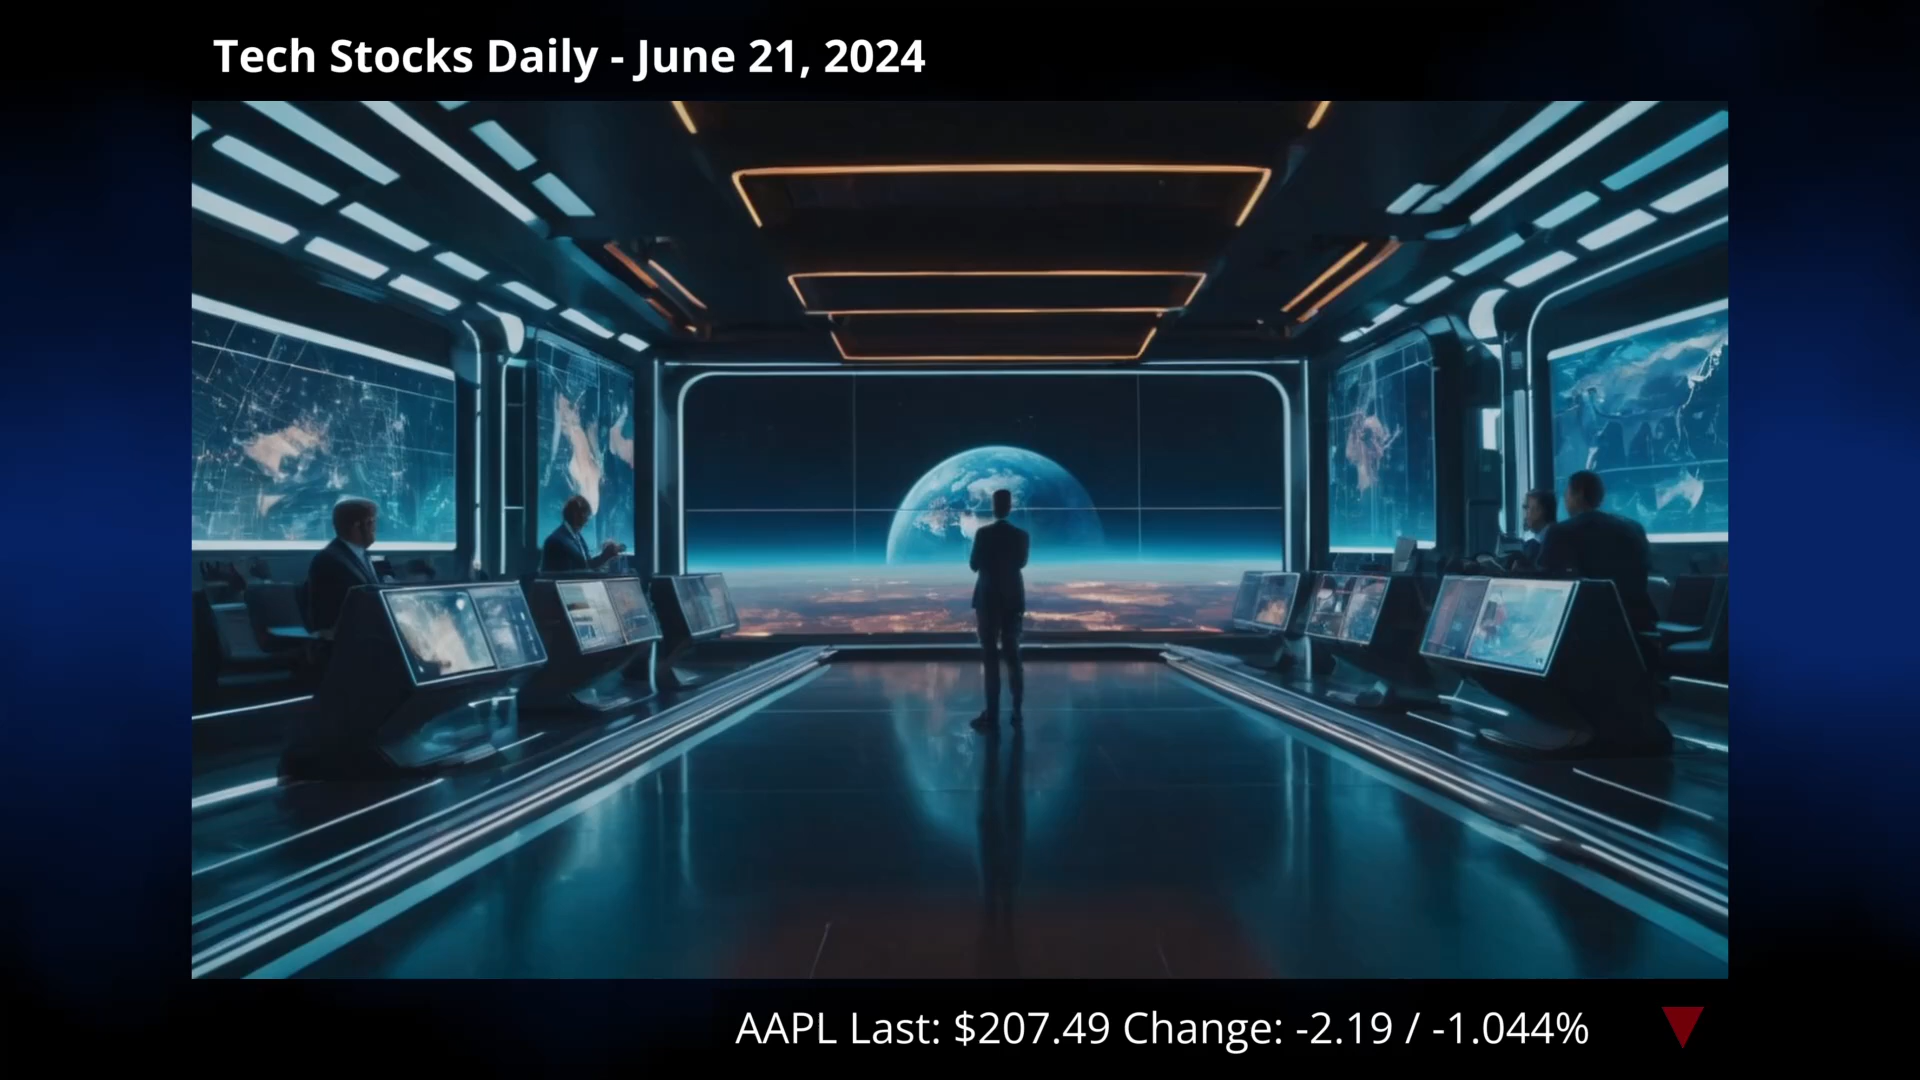 Tech Stocks Daily - June 21, 2024
AAPL Last: $207.49 Change: -2.19 / -1.044%